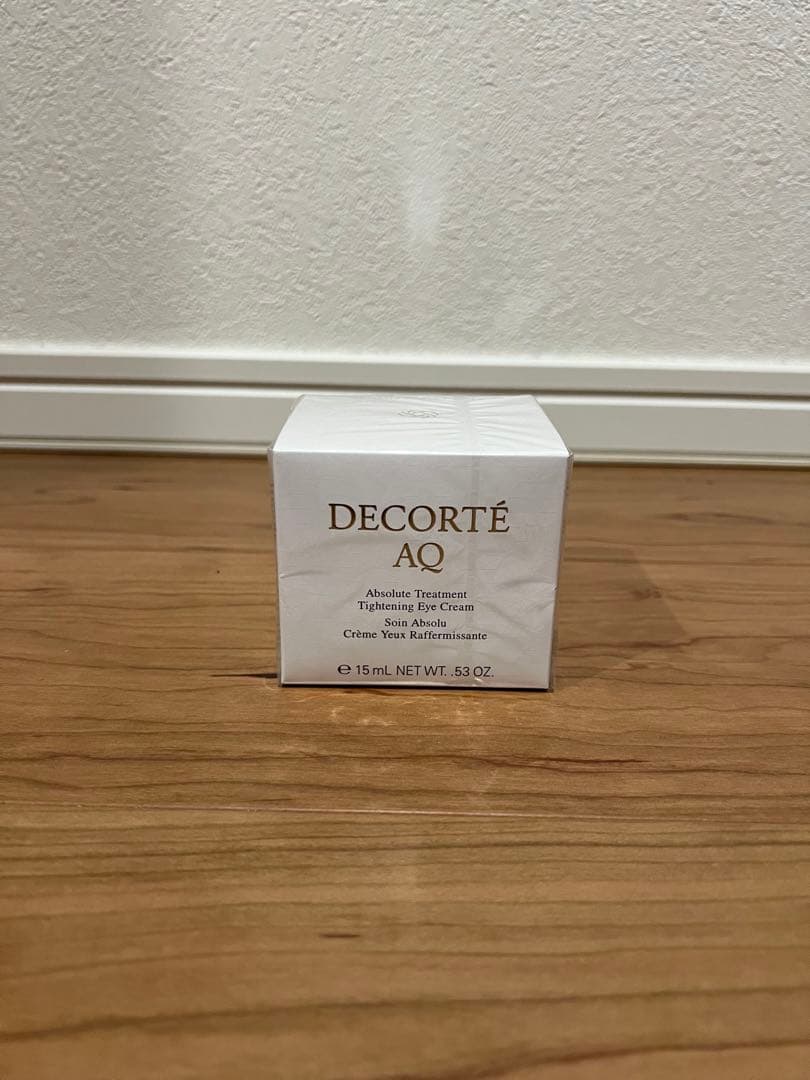 DECORTÉ
AQ
Absolute Treatment
Tightening Eye Cream
Soin Absolu
Crème Yeux Raffermissante
℮ 15 mL NET WT. .53 OZ.